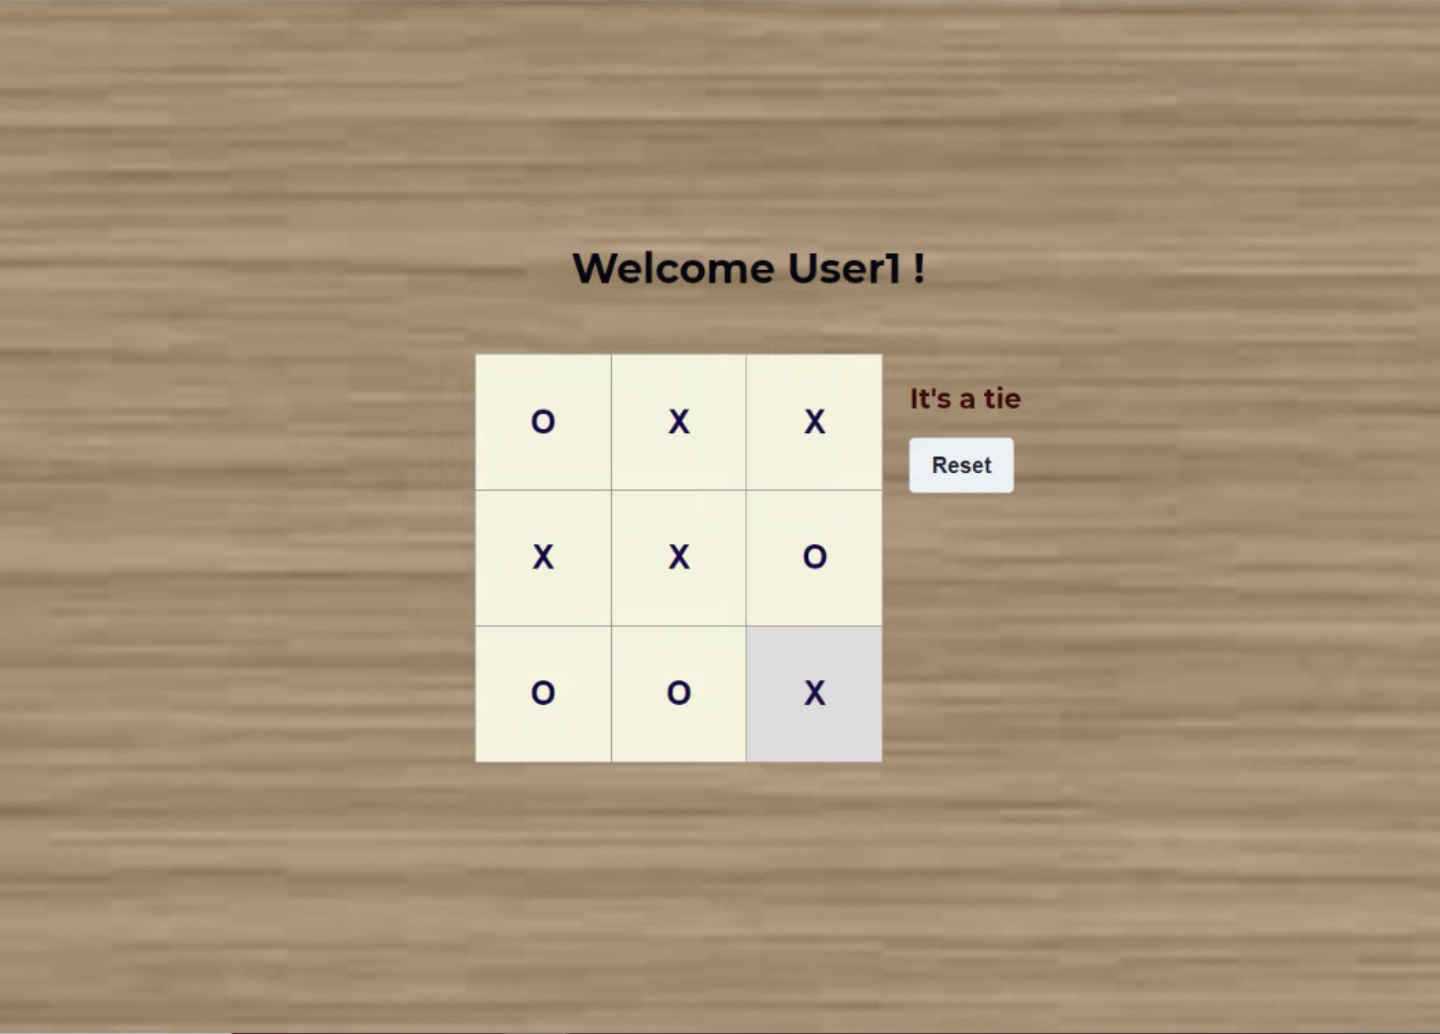 Welcome User1 !
O X X
It's a tie
Reset
X X O
O O X